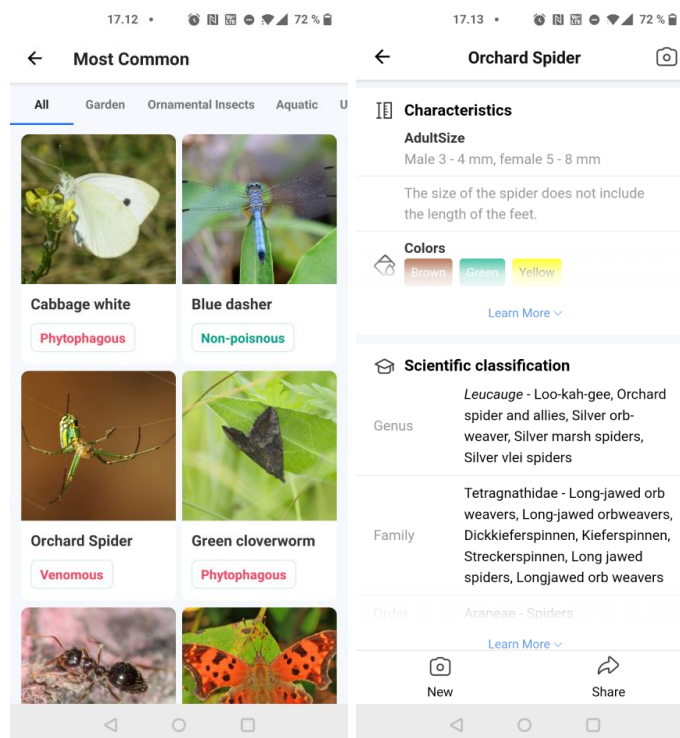 17.12 • 72 %
Most Common
All Garden Ornamental Insects Aquatic U
Cabbage white
Phytophagous
Blue dasher
Non-poisnous
Orchard Spider
Venomous
Green cloverworm
Phytophagous
17.13 • 72 %
Orchard Spider
Characteristics
AdultSize
Male 3 - 4 mm, female 5 - 8 mm
The size of the spider does not include
the length of the feet.
Colors
Brown Green Yellow
Learn More
Scientific classification
Genus
Leucauge - Loo-kah-gee, Orchard
spider and allies, Silver orb-
weaver, Silver marsh spiders,
Silver vlei spiders
Family
Tetragnathidae - Long-jawed orb
weavers, Long-jawed orbweavers,
Dickkieferspinnen, Kieferspinnen,
Streckerspinnen, Long jawed
spiders, Longjawed orb weavers
Order Araneae - Spiders
Learn More
New Share